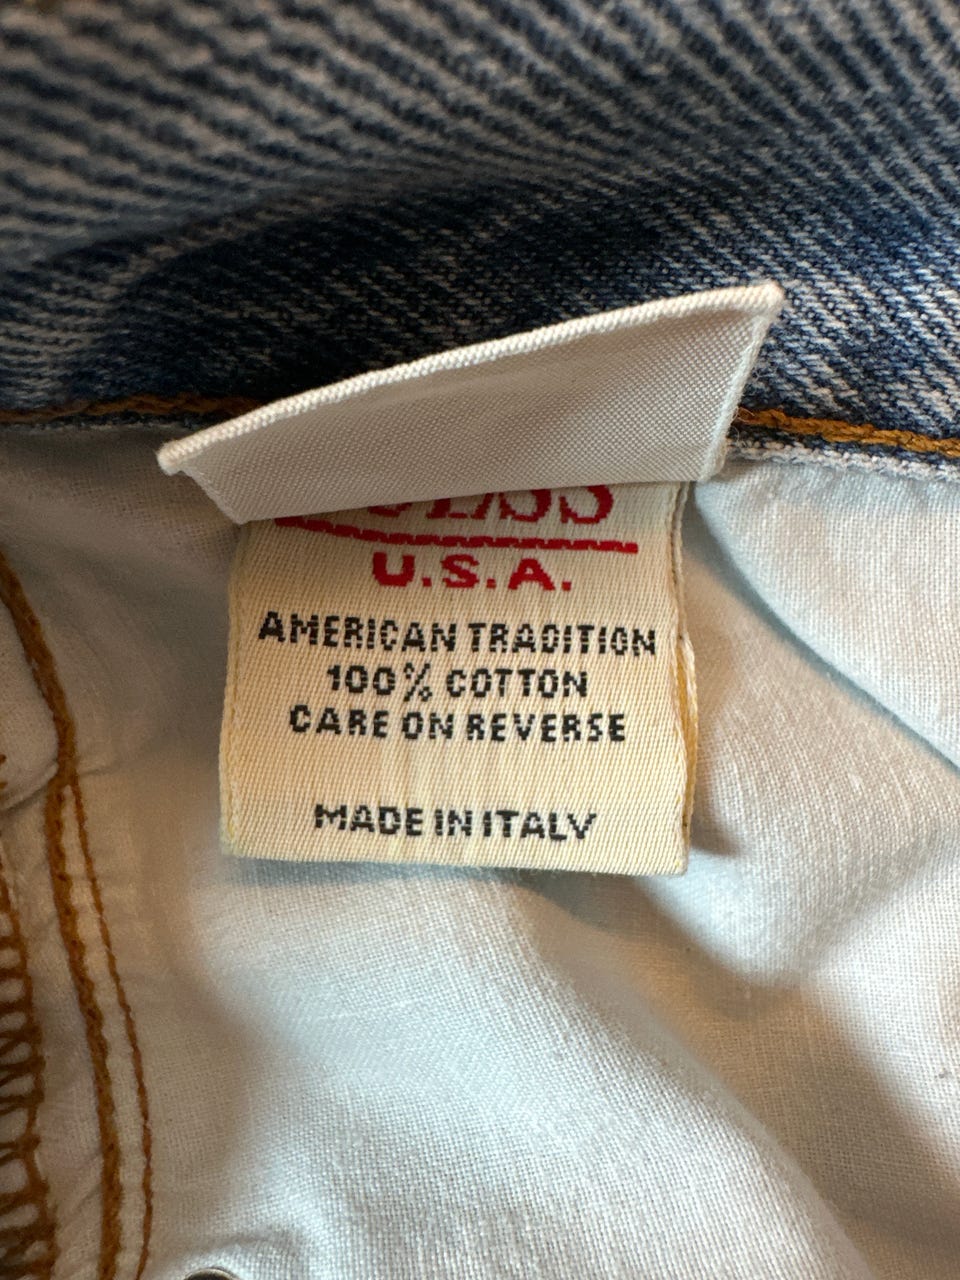 U.S.A.
AMERICAN TRADITION
100% COTTON
CARE ON REVERSE
MADE IN ITALY